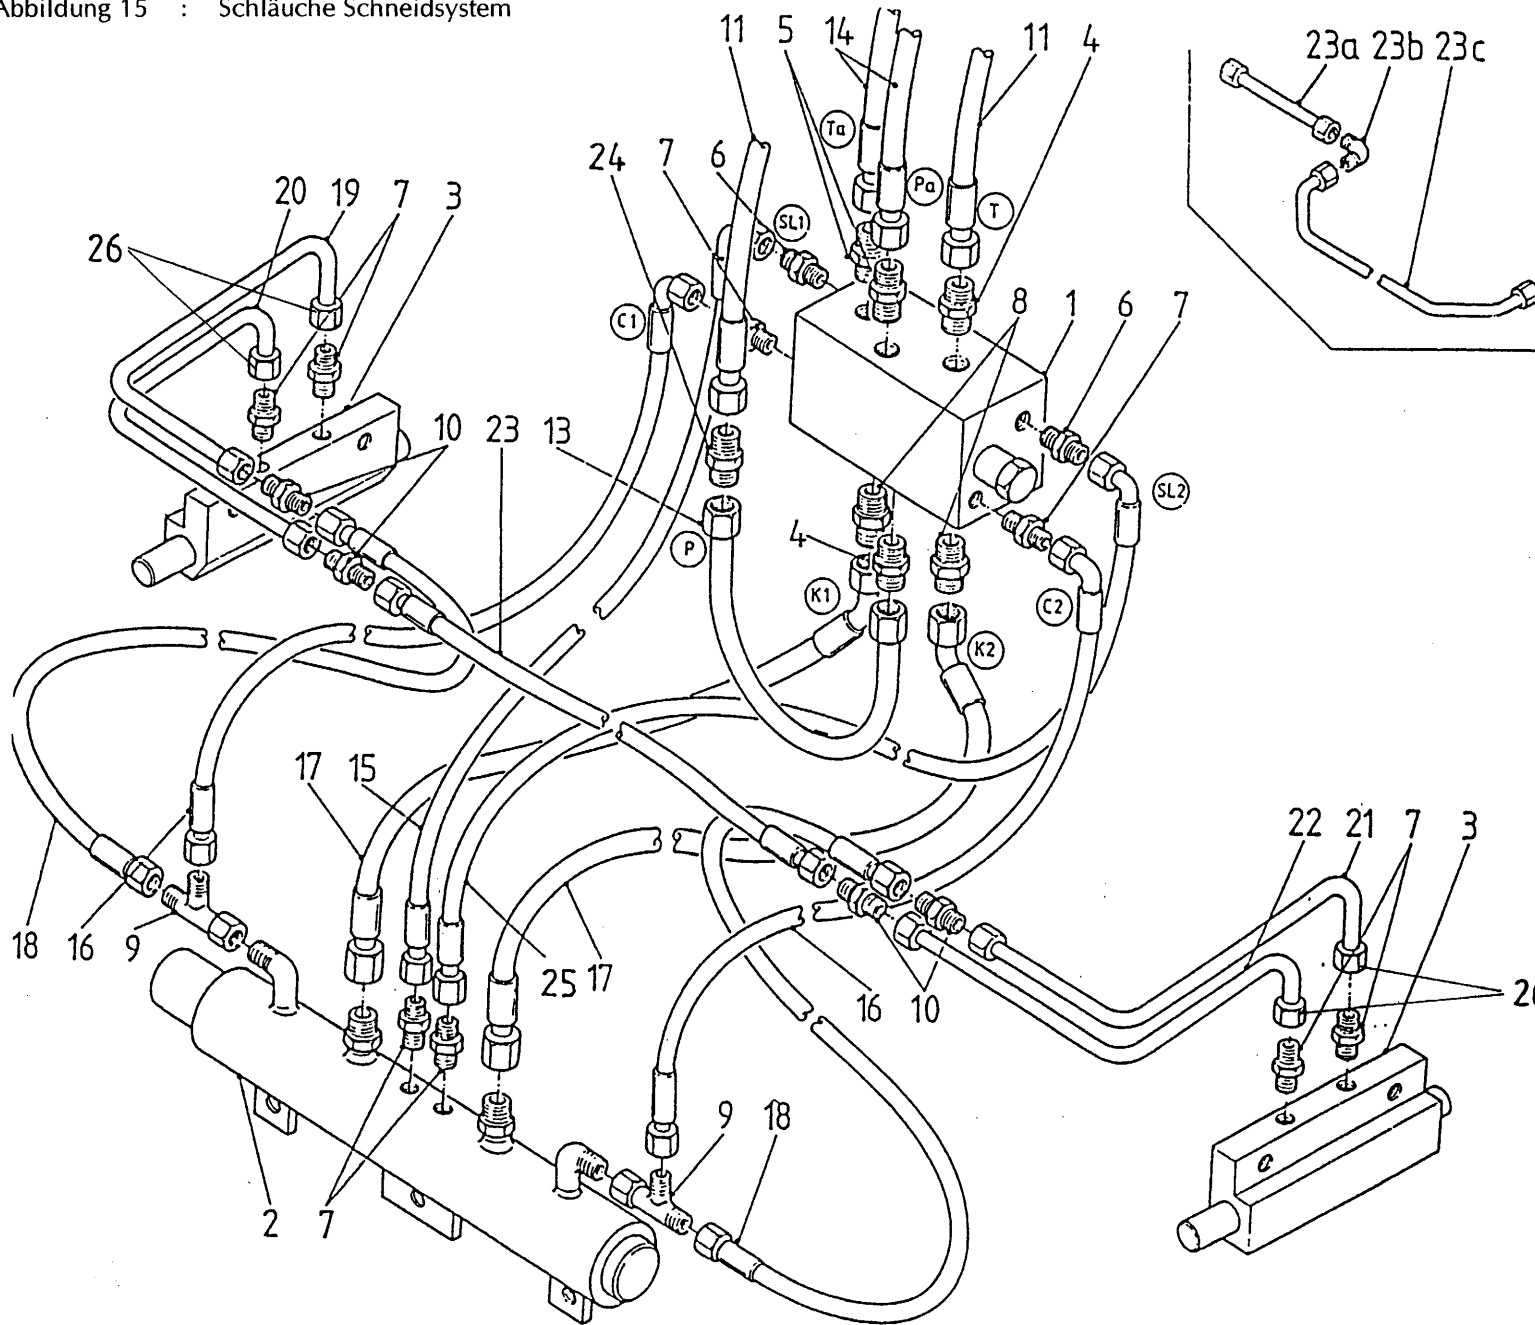 Abbildung 15 : Schläuche Schneidsystem
11 5 14 11 4
23a 23b 23c
Ta
24 7 6 SL1 Pa T
20 19 7 3
26
C1 8 1 6 7
10 23 13
SL2
P 4
K1 C2
K2
17 15
22 21 7 3
18 16 9 25 17 16 10 26
2 7 9 18